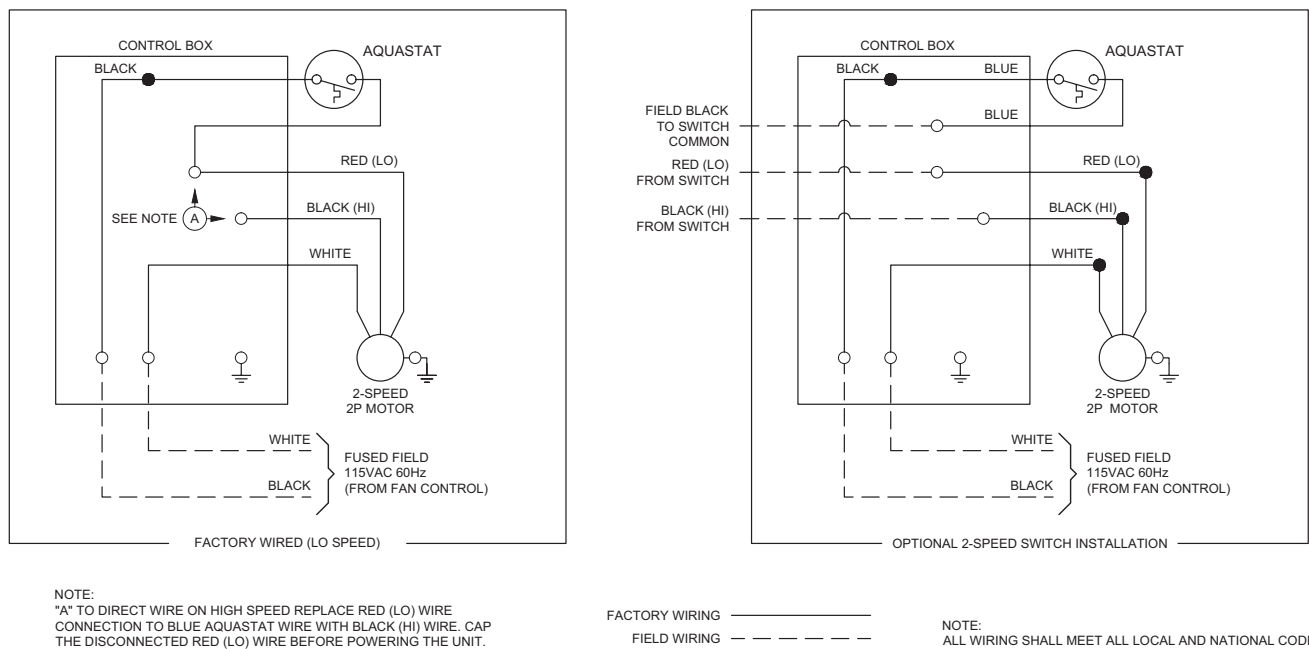 CONTROL BOX
AQUASTAT
BLACK
RED (LO)
SEE NOTE
A
BLACK (HI)
WHITE
2-SPEED
2P MOTOR
WHITE
BLACK
FUSED FIELD
115VAC 60Hz
(FROM FAN CONTROL)
FACTORY WIRED (LO SPEED)
CONTROL BOX
AQUASTAT
BLACK
BLUE
FIELD BLACK
TO SWITCH
COMMON
BLUE
RED (LO)
FROM SWITCH
RED (LO)
BLACK (HI)
FROM SWITCH
BLACK (HI)
WHITE
2-SPEED
2P MOTOR
WHITE
BLACK
FUSED FIELD
115VAC 60Hz
(FROM FAN CONTROL)
OPTIONAL 2-SPEED SWITCH INSTALLATION
NOTE:
"A" TO DIRECT WIRE ON HIGH SPEED REPLACE RED (LO) WIRE
CONNECTION TO BLUE AQUASTAT WIRE WITH BLACK (HI) WIRE. CAP
THE DISCONNECTED RED (LO) WIRE BEFORE POWERING THE UNIT.
FACTORY WIRING
FIELD WIRING
NOTE:
ALL WIRING SHALL MEET ALL LOCAL AND NATIONAL